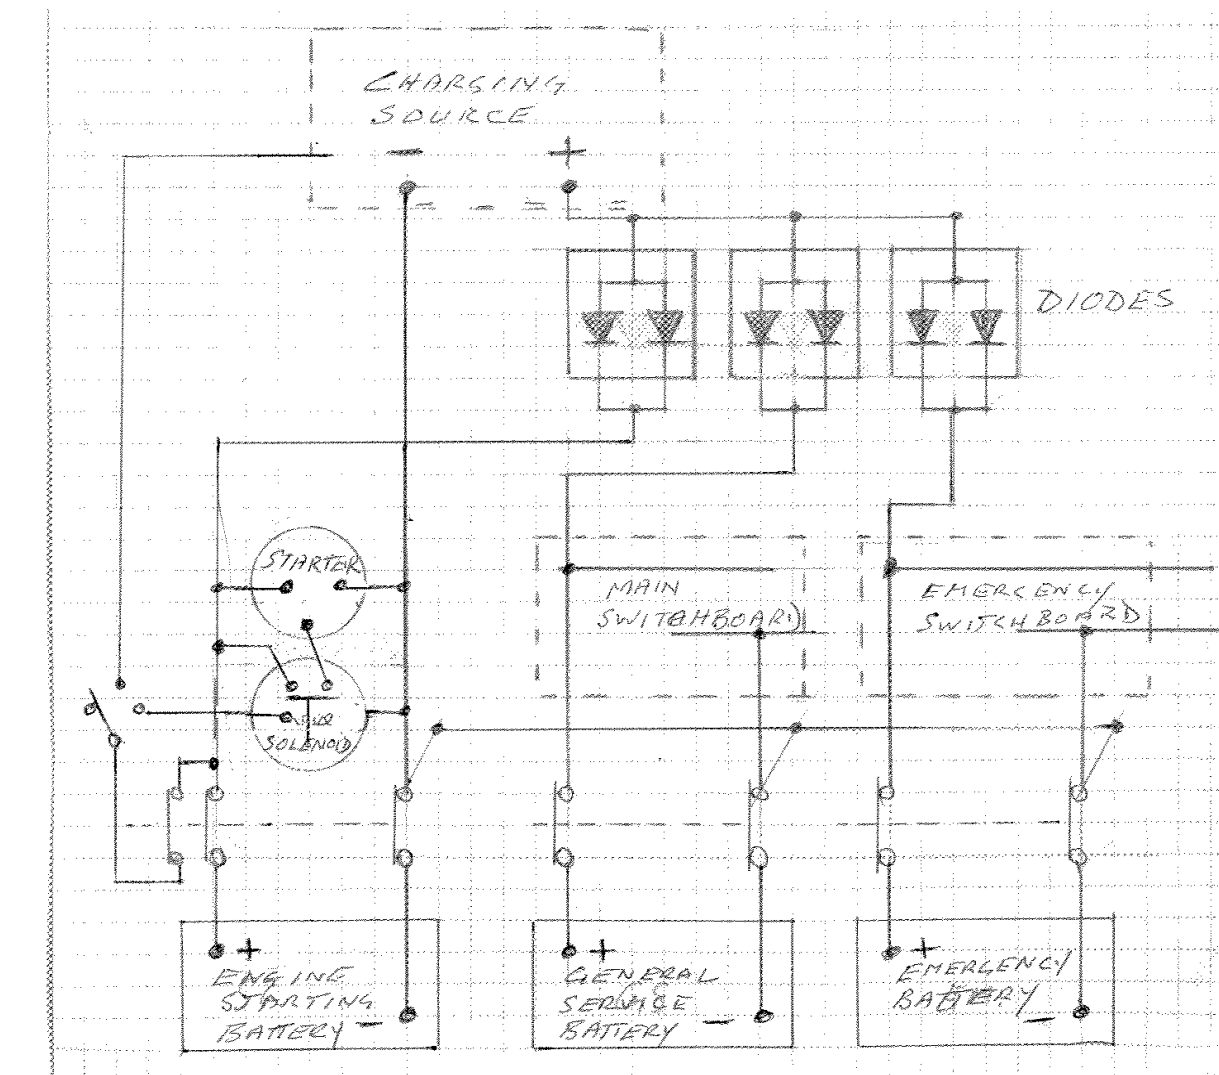 CHARGING
SOURCE
− +
DIODES
STARTER
MAIN
SWITCHBOARD
EMERGENCY
SWITCHBOARD
SOLENOID
+
ENGINE
STARTING
BATTERY −
+
GENERAL
SERVICE
BATTERY −
+
EMERGENCY
BATTERY
−